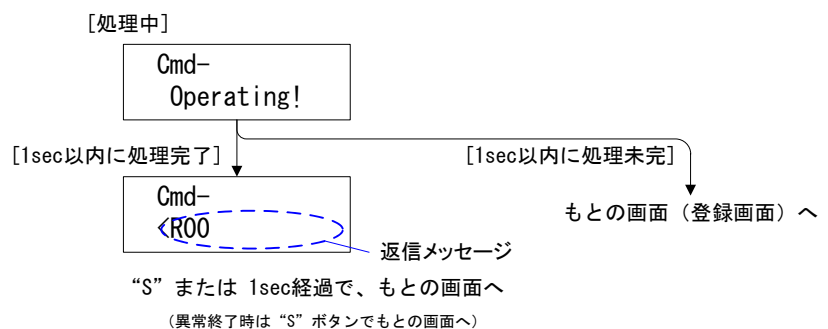 [処理中]
Cmd-
Operating!
[1sec以内に処理完了]
[1sec以内に処理未完]
Cmd-
<R00
もとの画面（登録画面）へ
返信メッセージ
“S”または 1sec経過で、もとの画面へ
（異常終了時は“S”ボタンでもとの画面へ）